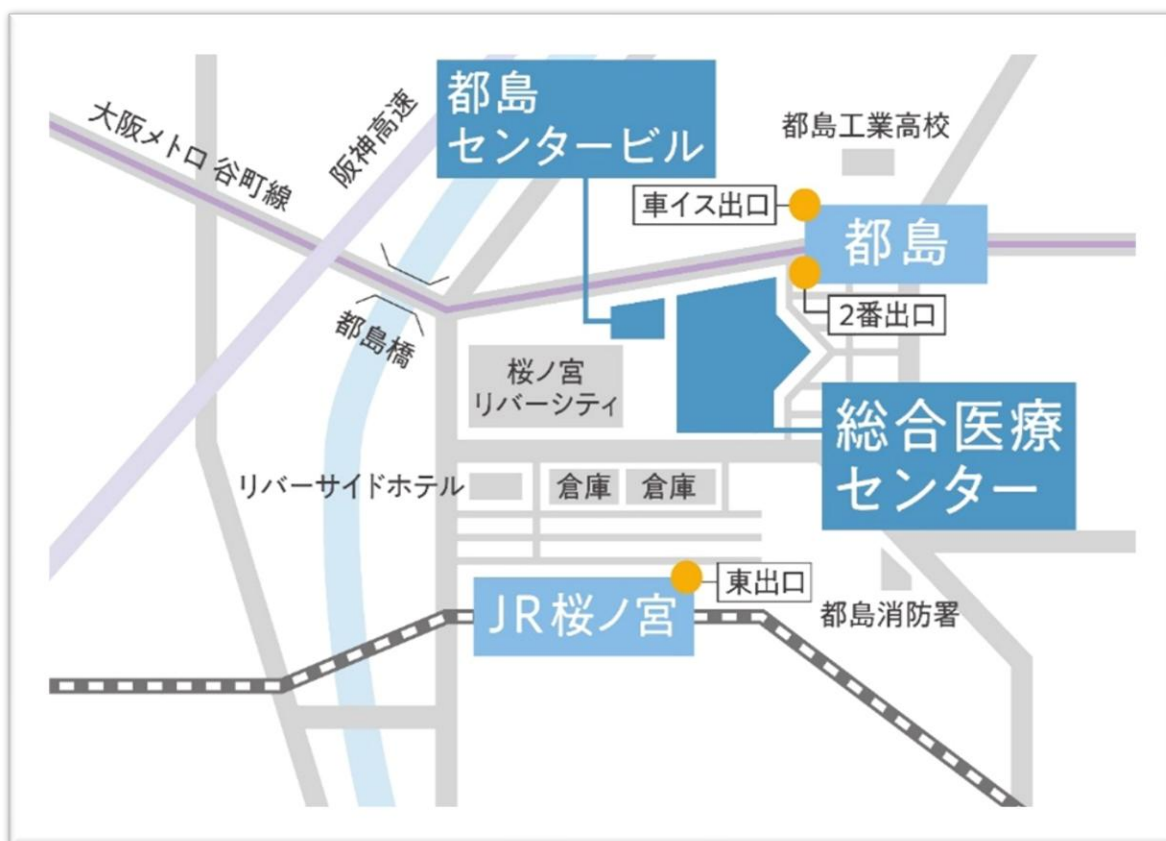 都島
センタービル
大阪メトロ 谷町線
阪神高速
都島工業高校
車イス出口
都島
2番出口
都島橋
桜ノ宮
リバーシティ
総合医療
センター
リバーサイドホテル
倉庫
倉庫
東出口
JR桜ノ宮
都島消防署